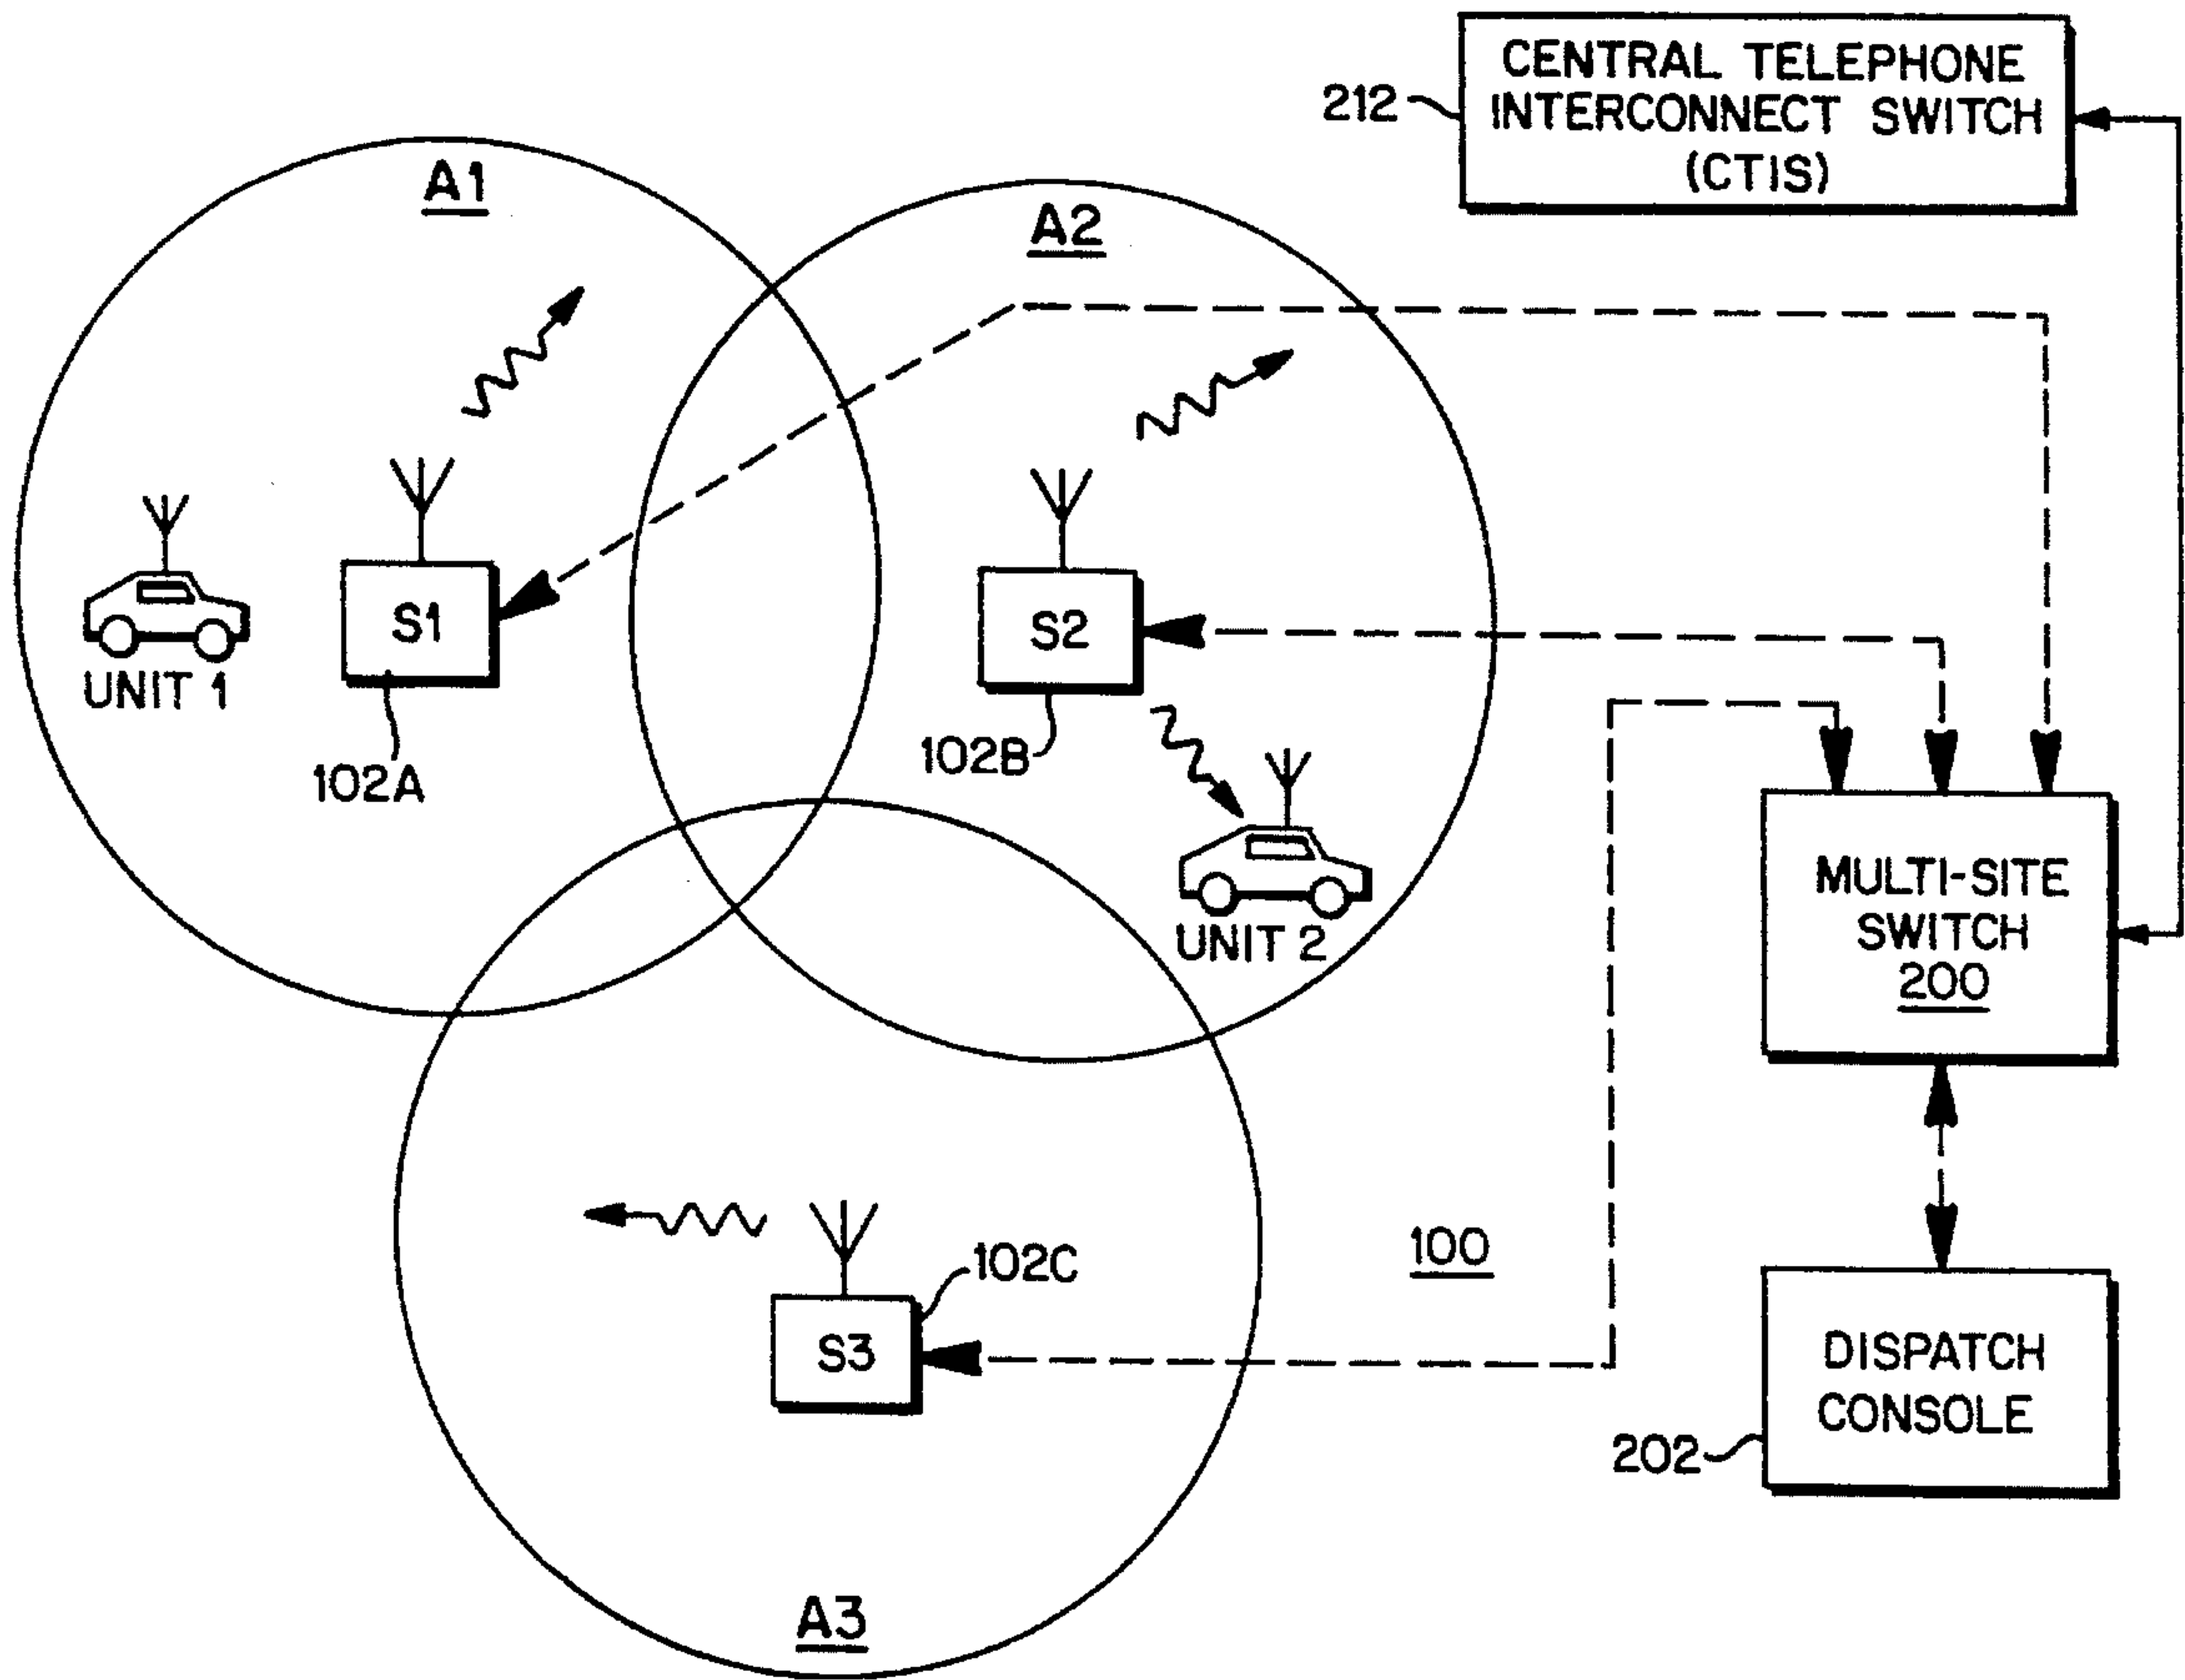 CENTRAL TELEPHONE
INTERCONNECT SWITCH
(CTIS)
212
A1
A2
S1
S2
UNIT 1
102A
102B
UNIT 2
MULTI-SITE
SWITCH
200
102C
100
S3
DISPATCH
CONSOLE
202
A3